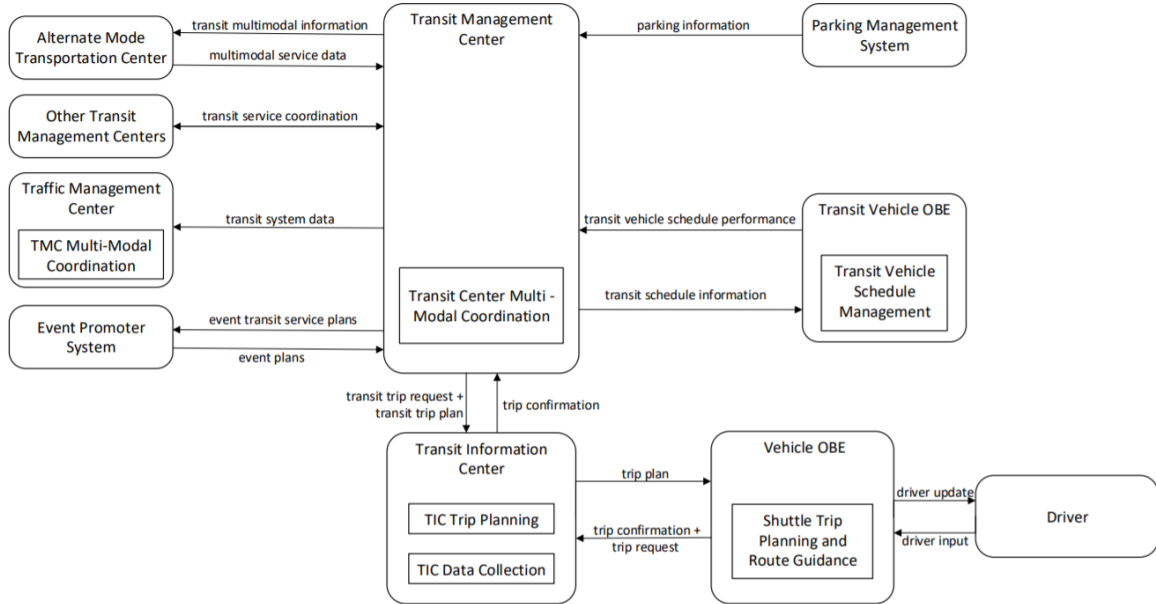 Alternate Mode
Transportation Center
transit multimodal information
multimodal service data
Transit Management
Center
parking information
Parking Management
System
Other Transit
Management Centers
transit service coordination
Traffic Management
Center
TMC Multi-Modal
Coordination
transit system data
transit vehicle schedule performance
Transit Vehicle OBE
Transit Vehicle
Schedule
Management
Transit Center Multi -
Modal Coordination
transit schedule information
Event Promoter
System
event transit service plans
event plans
transit trip request +
transit trip plan
trip confirmation
Transit Information
Center
TIC Trip Planning
TIC Data Collection
trip plan
trip confirmation +
trip request
Vehicle OBE
Shuttle Trip
Planning and
Route Guidance
driver update
driver input
Driver